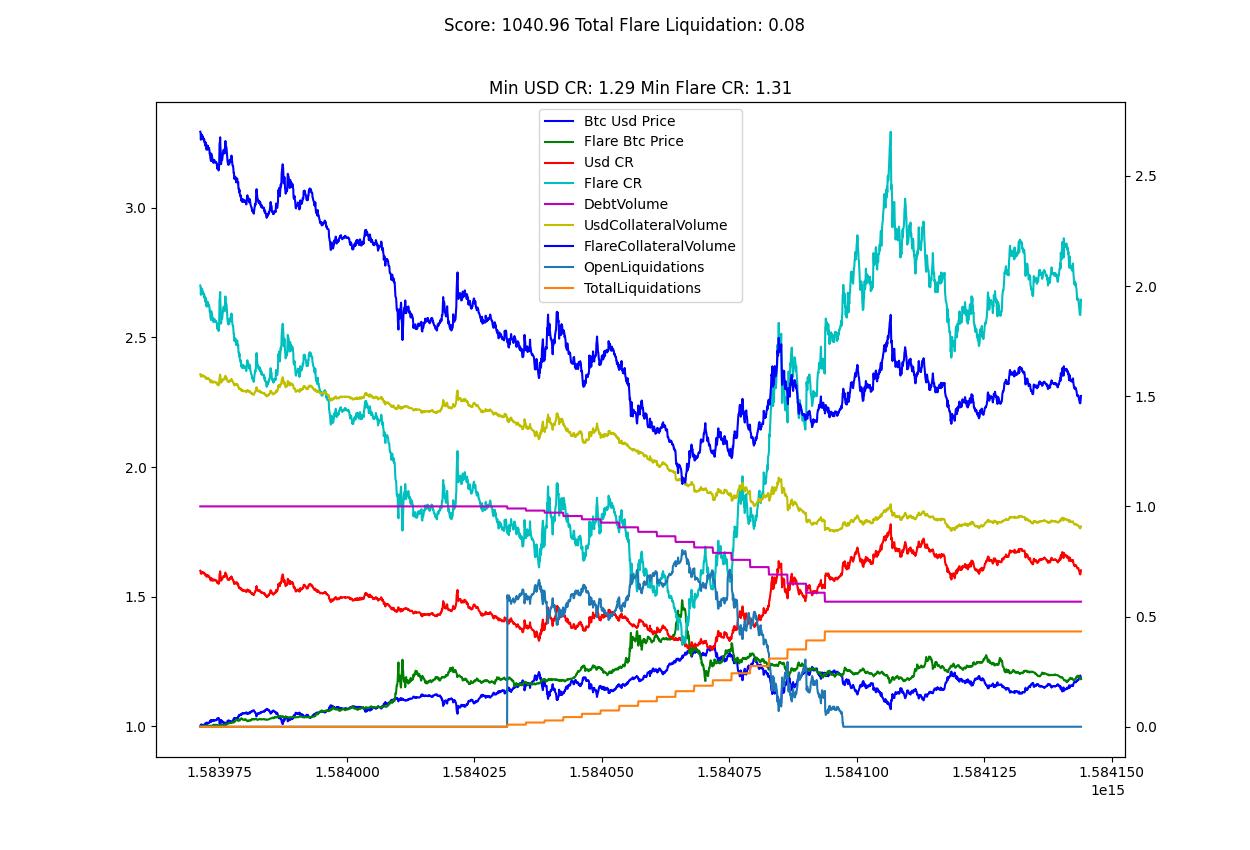 Score: 1040.96 Total Flare Liquidation: 0.08
Min USD CR: 1.29 Min Flare CR: 1.31
Btc Usd Price
Flare Btc Price
Usd CR
Flare CR
DebtVolume
UsdCollateralVolume
FlareCollateralVolume
OpenLiquidations
TotalLiquidations
3.0
2.5
2.0
1.5
1.0
2.5
2.0
1.5
1.0
0.5
0.0
1.583975 1.584000 1.584025 1.584050 1.584075 1.584100 1.584125 1.584150
1e15